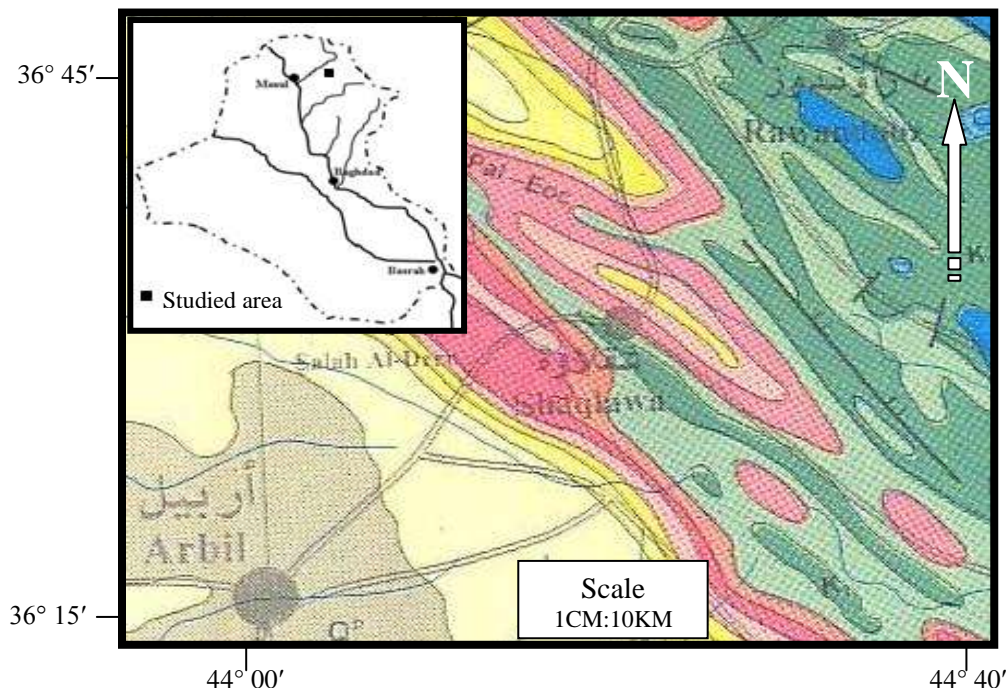 36° 45′
Mosul
Baghdad
Basrah
Studied area
N
Rawanduz
Pal-Eoc
K
Salah Al-Deen
شقلاوة
Shaqlawa
أربيل
Arbil
K
Scale
1CM:10KM
36° 15′
44° 00′
44° 40′